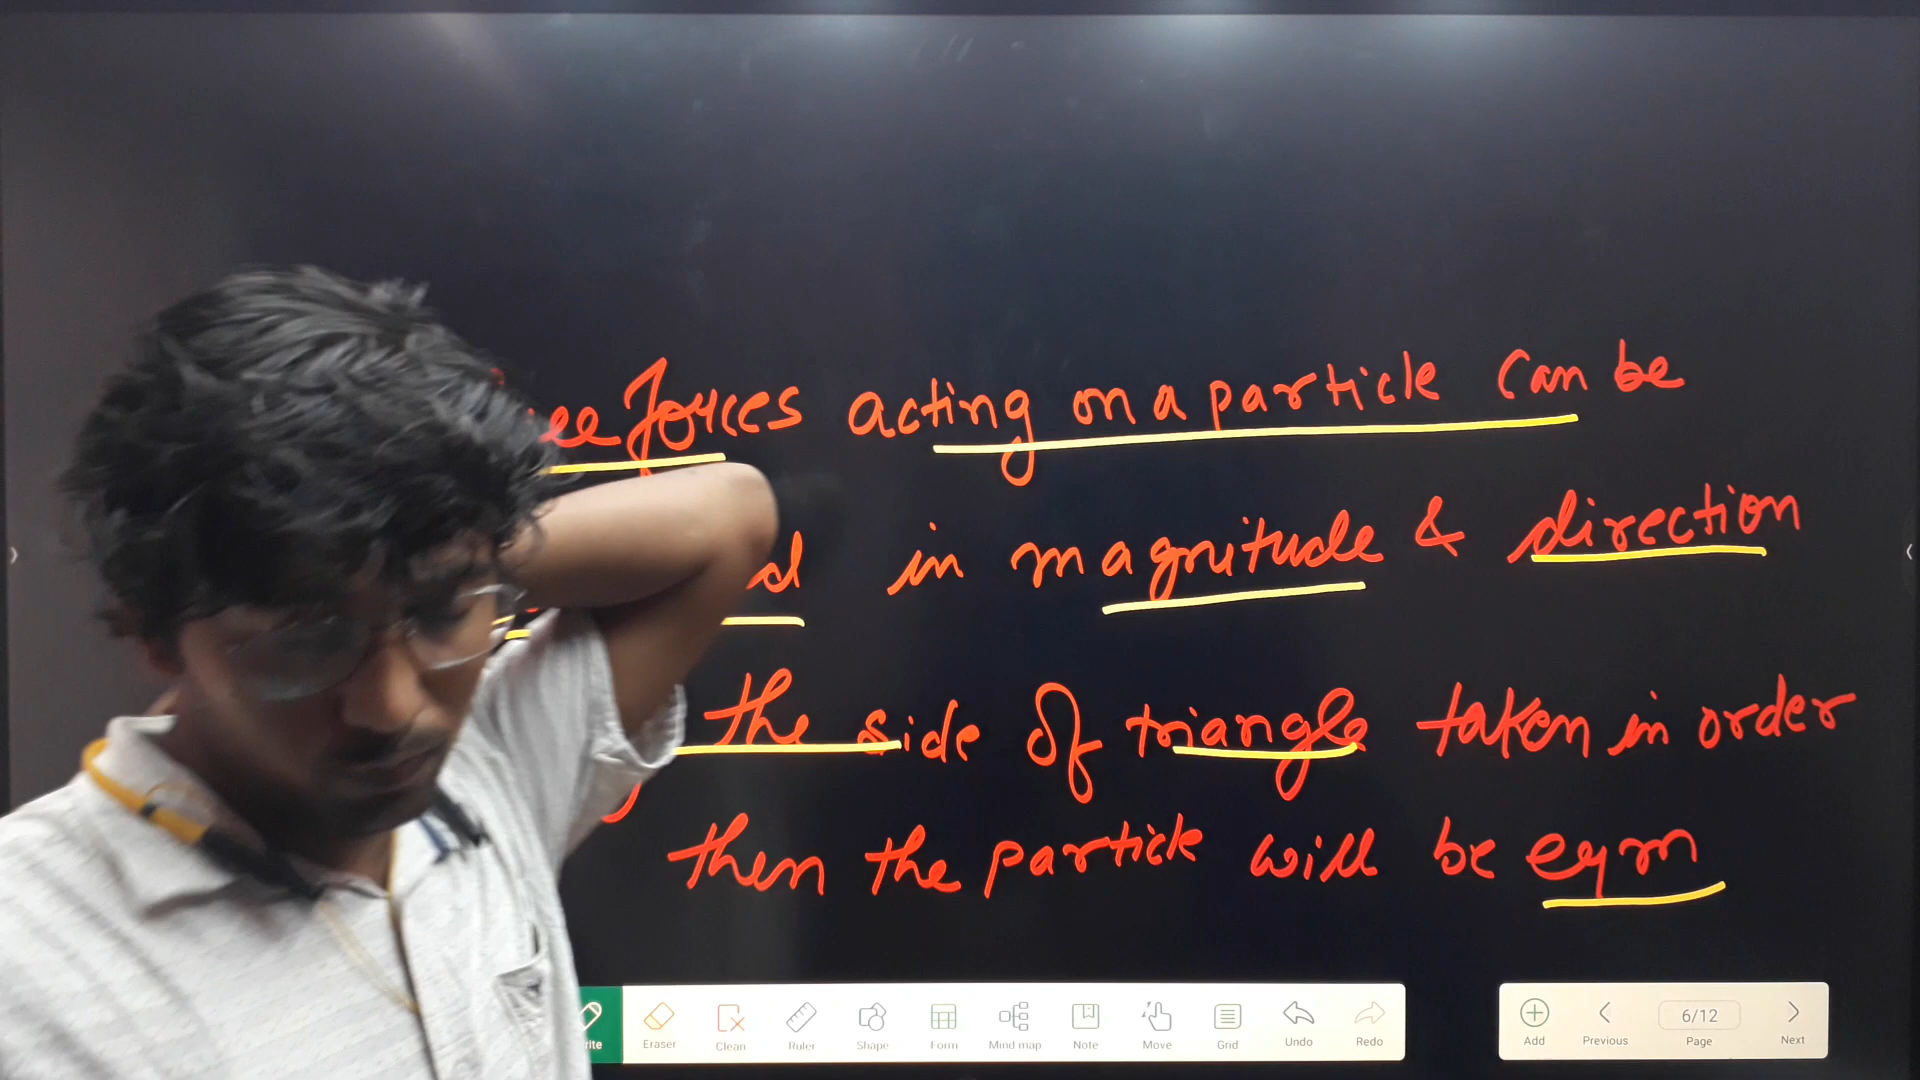 Forces acting on a particle can be
in magnitude & direction
the side of triangle taken in order
then the particle will be eqm
Eraser Clean Ruler Shape Form Mind map Note Move Grid Undo Redo
Add Previous 6/12 Page Next